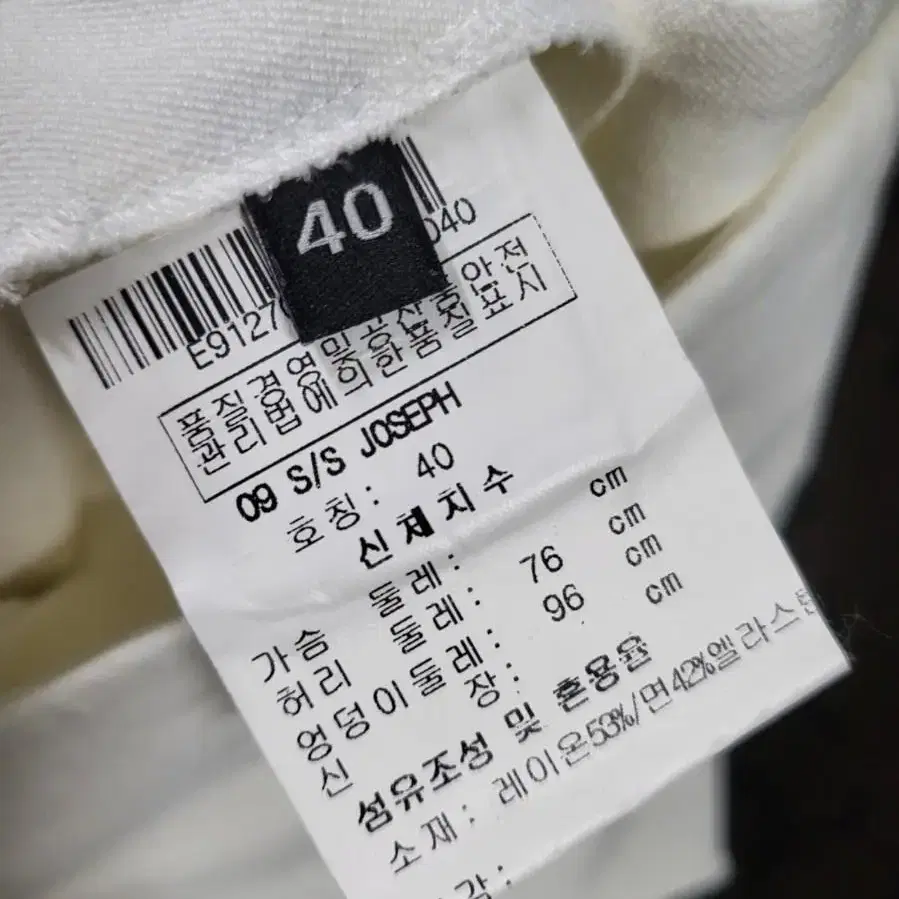 40
E9127 040
품질경영및공산품안전
관리법에의한품질표시
09 S/S JOSEPH
호칭: 40
신체치수
가슴 둘레: cm
허리 둘레: 76 cm
엉덩이둘레: 96 cm
신 장: cm
섬유조성 및 혼용율
소재: 레이온53%/면42%엘라스
감: